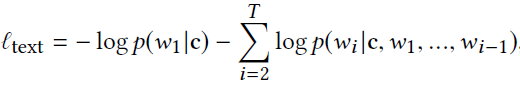 ℓ_text = − log p(w_1|c) − ∑_{i=2}^{T} log p(w_i|c, w_1, ..., w_{i−1}).